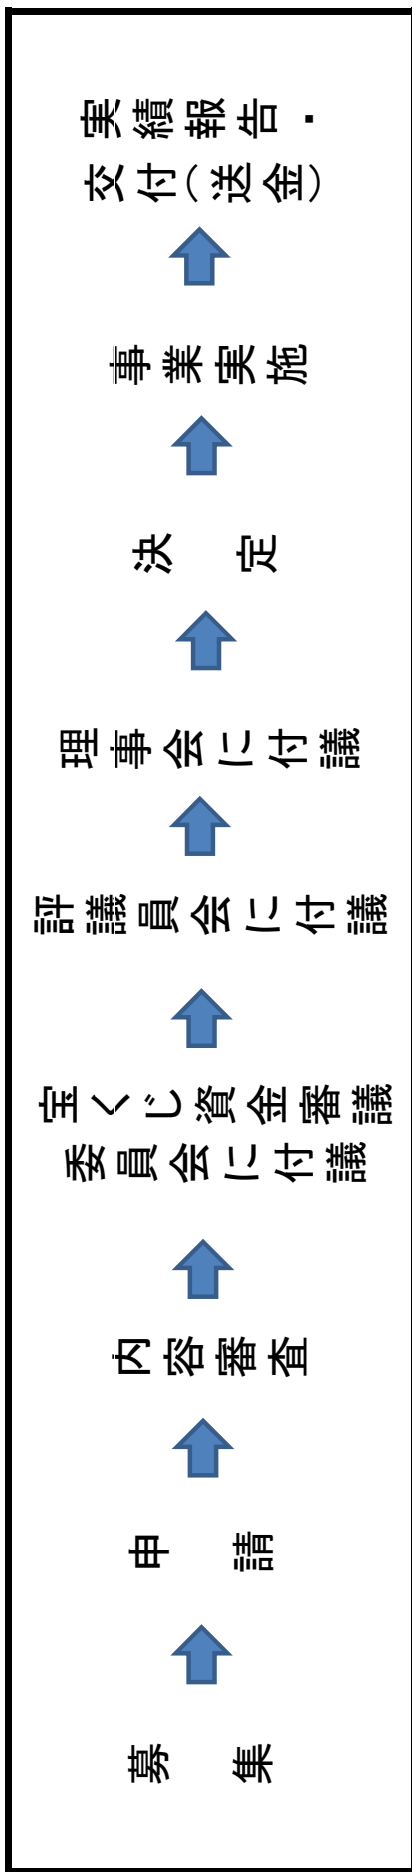 募集
申請
内容審査
宝くじ資金審議
委員会に付議
評議員会に付議
理事会に付議
決定
事業実施
実績報告・
交付(送金)